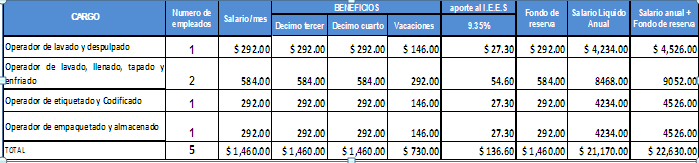 CARGO Numero de empleados Salario/mes BENEFICIOS aporte al I.E.E.S Fondo de reserva Salario Liquido Anual Salario anual + Fondo de reserva
Decimo tercer Decimo cuarto Vacaciones 9.35%
Operador de lavado y despulpado 1 $ 292.00 $ 292.00 $ 292.00 $ 146.00 $ 27.30 $ 292.00 $ 4,234.00 $ 4,526.00
Operador de lavado, llenado, tapado y
enfriado 2 584.00 584.00 584.00 292.00 54.60 584.00 8468.00 9052.00
Operador de etiquetado y Codificado 1 292.00 292.00 292.00 146.00 27.30 292.00 4234.00 4526.00
Operador de empaquetado y almacenado 1 292.00 292.00 292.00 146.00 27.30 292.00 4234.00 4526.00
TOTAL 5 $ 1,460.00 $ 1,460.00 $ 1,460.00 $ 730.00 $ 136.60 $ 1,460.00 $ 21,170.00 $ 22,630.00